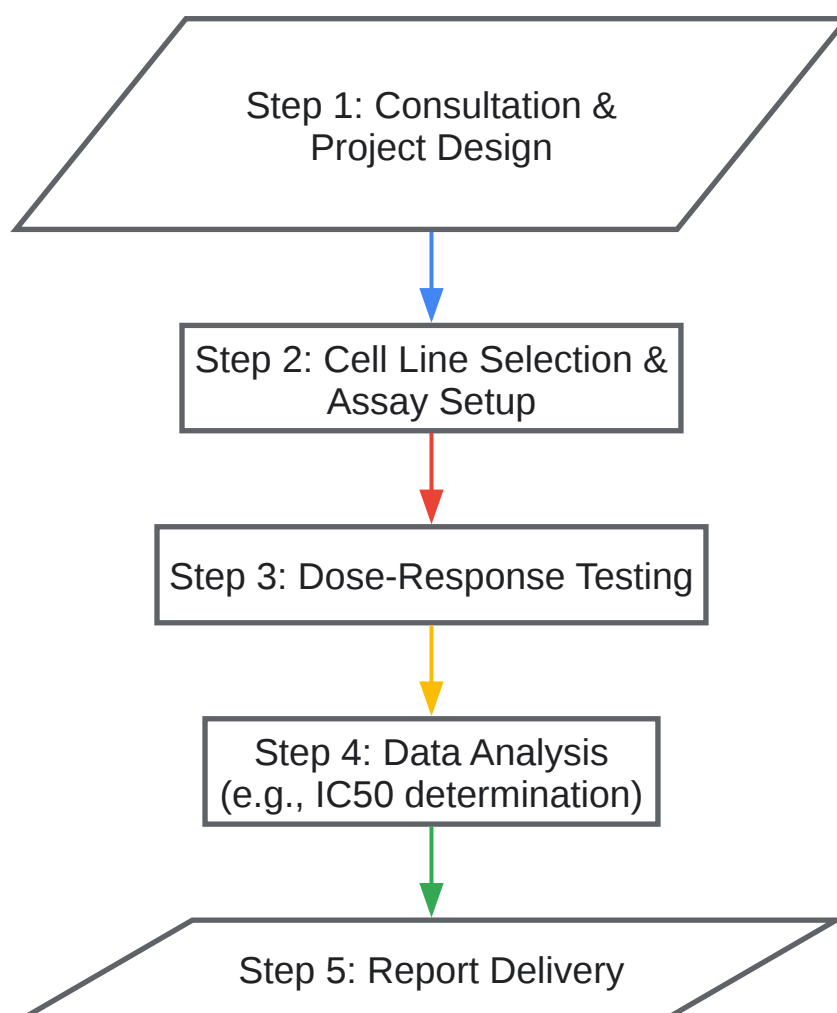 Step 1: Consultation &
Project Design
Step 2: Cell Line Selection &
Assay Setup
Step 3: Dose-Response Testing
Step 4: Data Analysis
(e.g., IC50 determination)
Step 5: Report Delivery